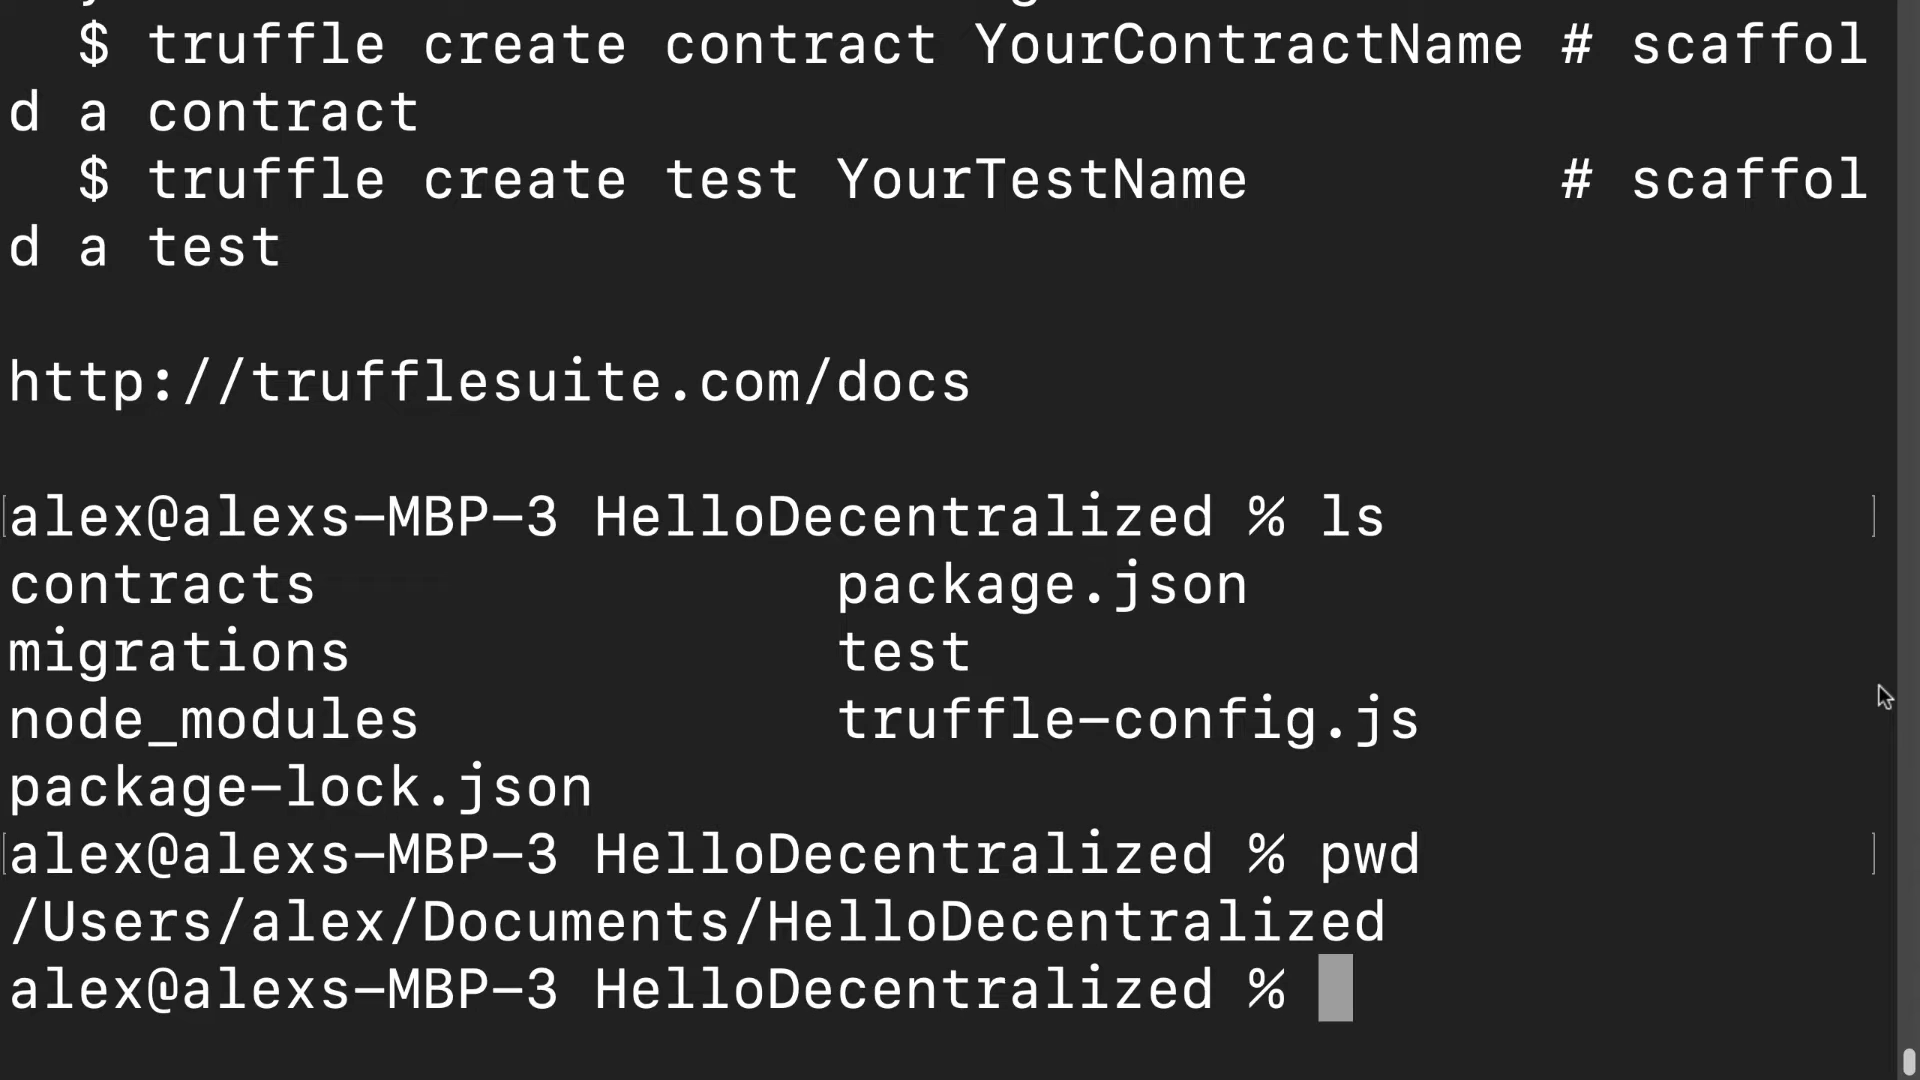 $ truffle create contract YourContractName # scaffol
d a contract
$ truffle create test YourTestName # scaffol
d a test
http://trufflesuite.com/docs
[alex@alexs-MBP-3 HelloDecentralized % ls ]
contracts package.json
migrations test
node_modules truffle-config.js
package-lock.json
[alex@alexs-MBP-3 HelloDecentralized % pwd ]
/Users/alex/Documents/HelloDecentralized
alex@alexs-MBP-3 HelloDecentralized %